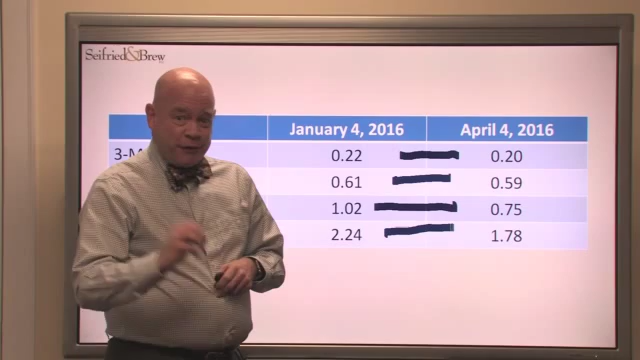 Seifried&Brew
January 4, 2016 April 4, 2016
3-M 0.22 0.20
0.61 0.59
1.02 0.75
2.24 1.78